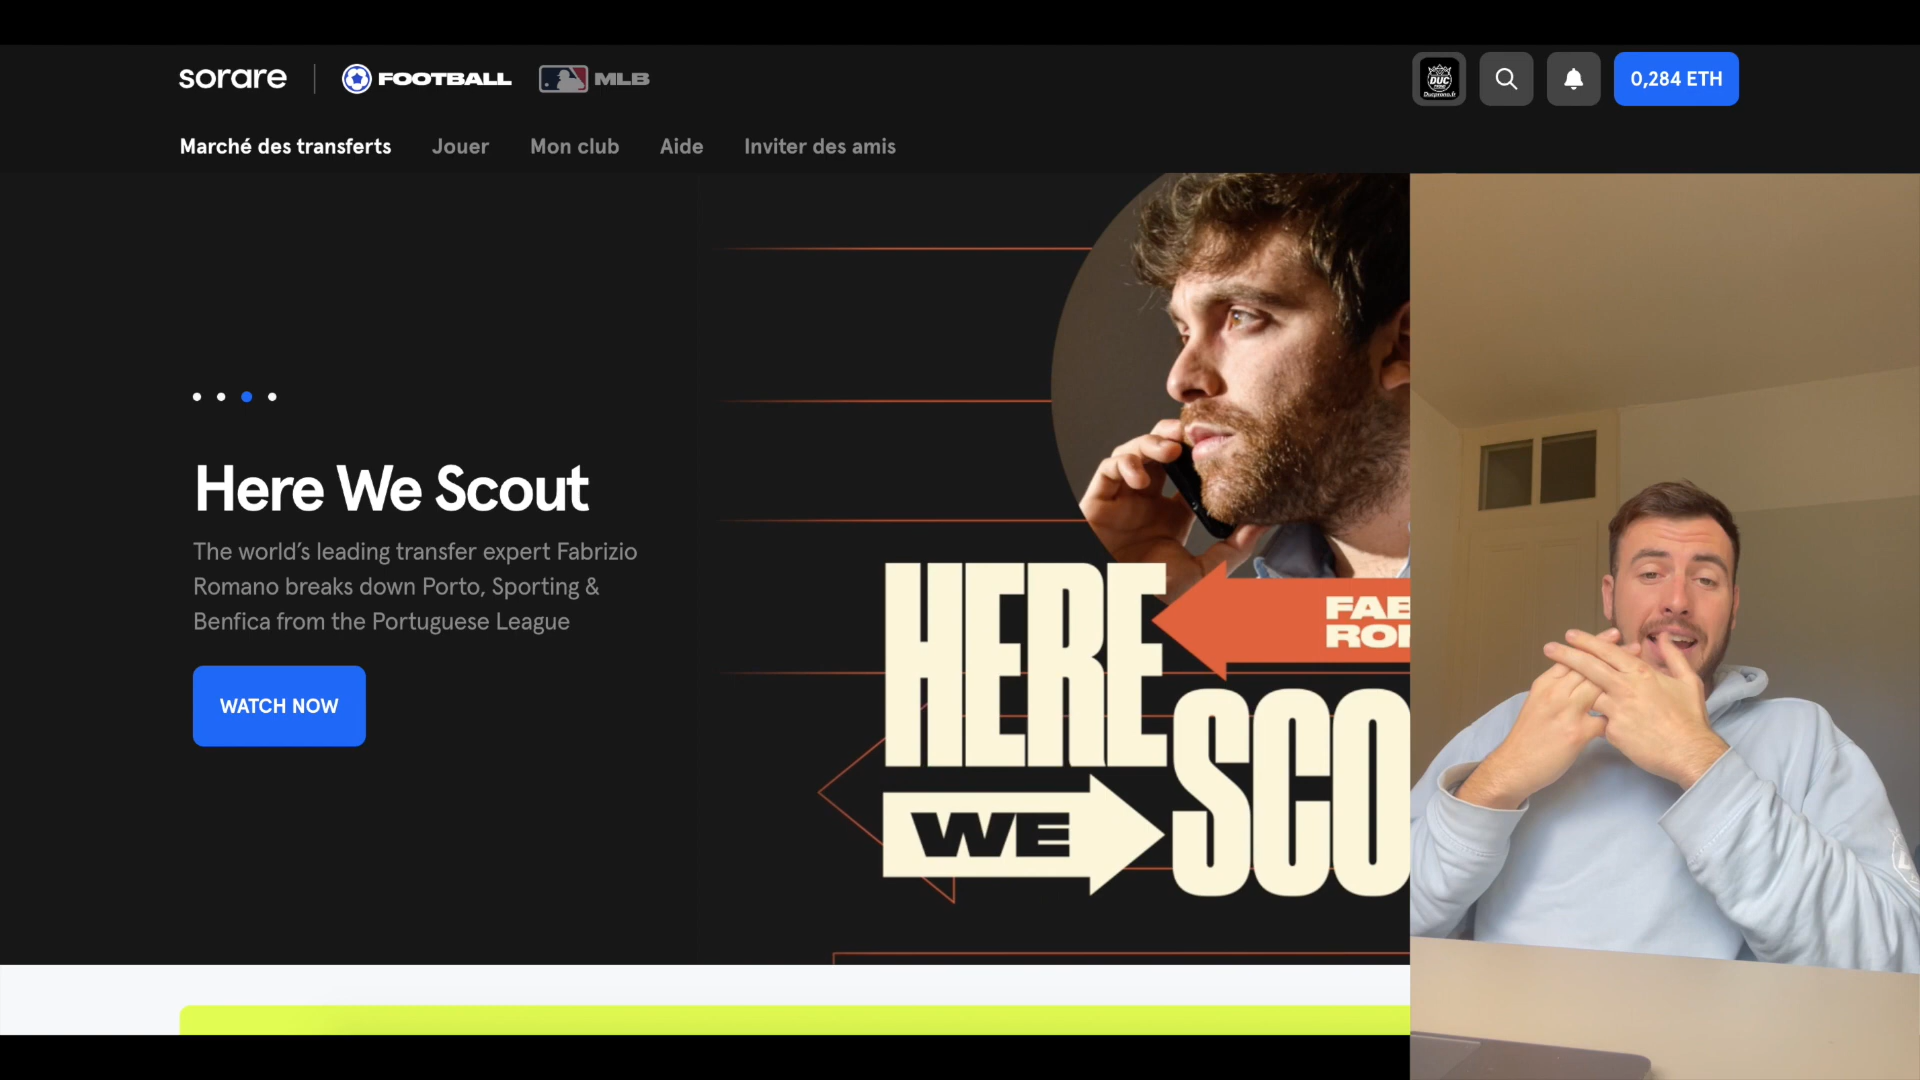 sorare
FOOTBALL
MLB
DUC
0,284 ETH
Marché des transferts
Jouer
Mon club
Aide
Inviter des amis
Here We Scout
The world's leading transfer expert Fabrizio
Romano breaks down Porto, Sporting &
Benfica from the Portuguese League
WATCH NOW
HERE
WE